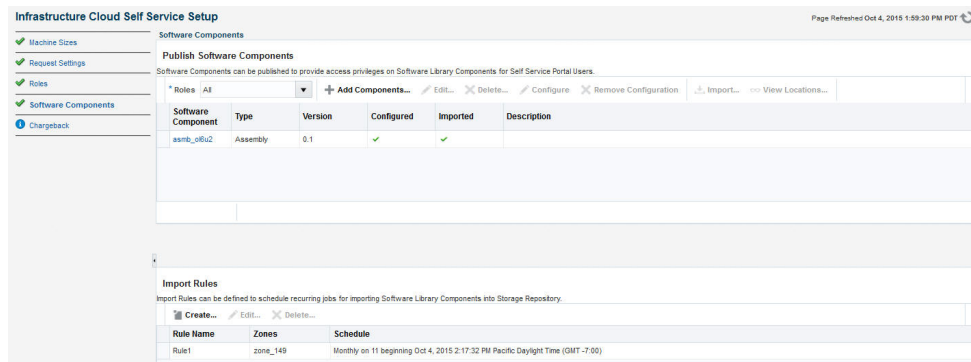 Infrastructure Cloud Self Service Setup
Page Refreshed Oct 4, 2015 1:59:30 PM PDT
Machine Sizes
Request Settings
Roles
Software Components
Chargeback
Software Components
Publish Software Components
Software Components can be published to provide access privileges on Software Library Components for Self Service Portal Users.
* Roles All Add Components... Edit... Delete... Configure Remove Configuration Import... View Locations...
Software Component Type Version Configured Imported Description
asmb_ol6u2 Assembly 0.1
Import Rules
Import Rules can be defined to schedule recurring jobs for importing Software Library Components into Storage Repository.
Create... Edit... Delete...
Rule Name Zones Schedule
Rule1 zone_149 Monthly on 11 beginning Oct 4, 2015 2:17:32 PM Pacific Daylight Time (GMT -7:00)